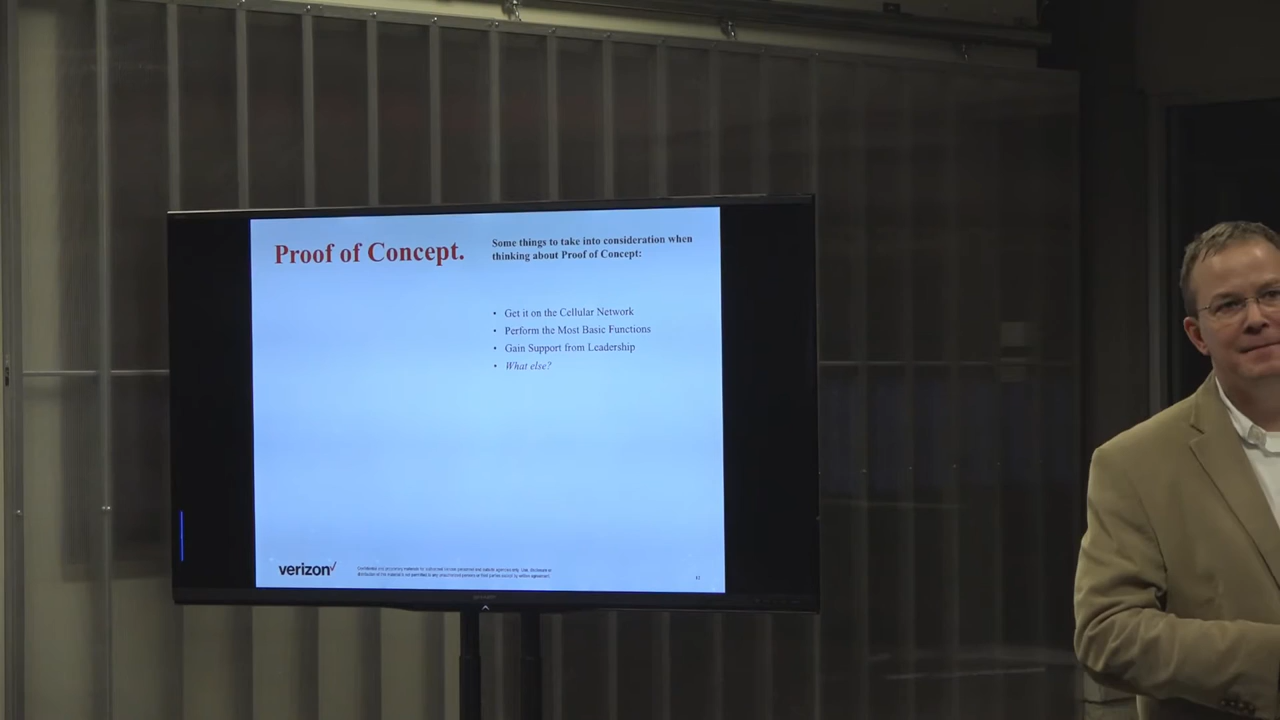 Proof of Concept.
Some things to take into consideration when
thinking about Proof of Concept:
• Get it on the Cellular Network
• Perform the Most Basic Functions
• Gain Support from Leadership
• What else?
verizon